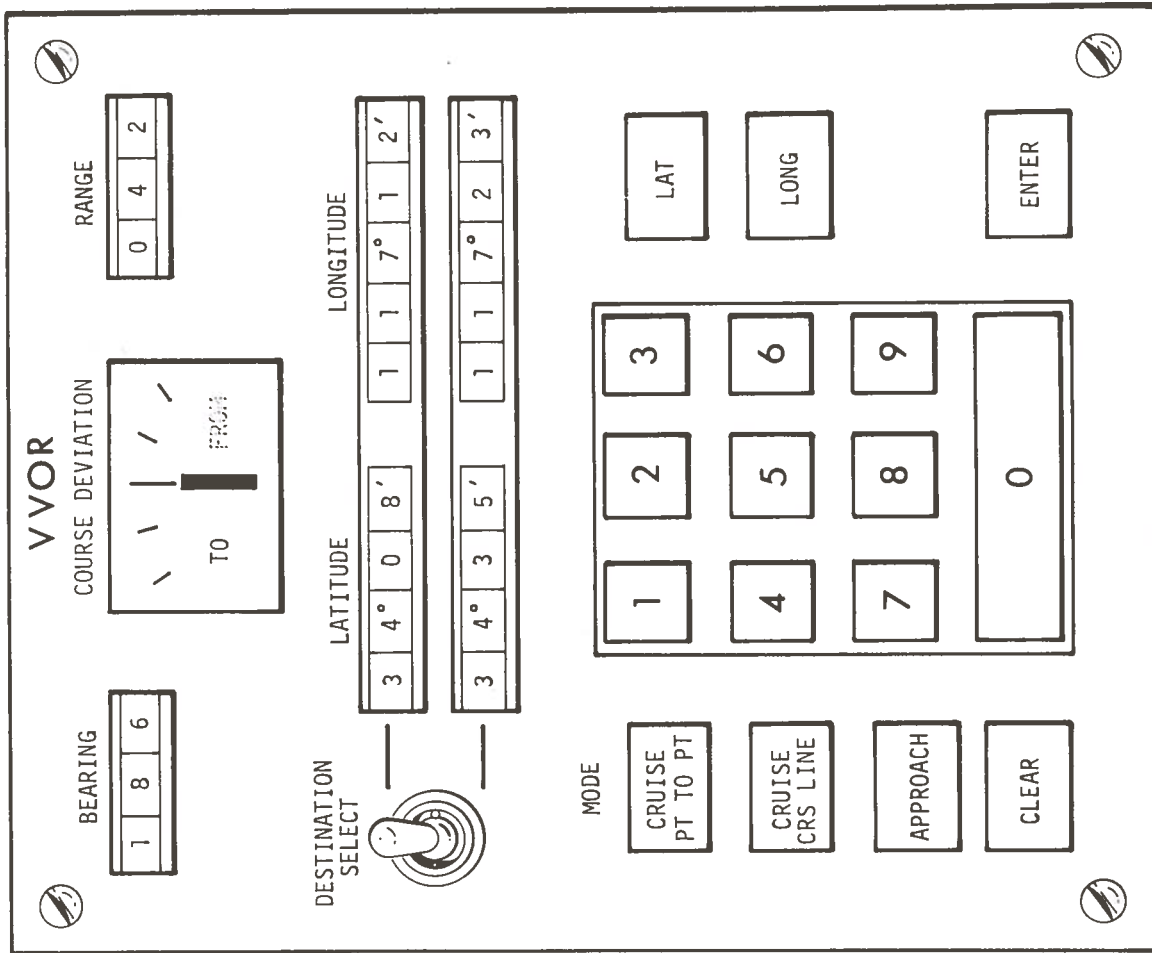 VVOR
BEARING
COURSE DEVIATION
RANGE
1 8 6
TO FROM
0 4 2
DESTINATION
SELECT
LATITUDE
LONGITUDE
3 4° 0 8′
1 1 7° 1 2′
3 4° 3 5′
1 1 7° 2 3′
MODE
CRUISE
PT TO PT
1 2 3
LAT
CRUISE
CRS LINE
4 5 6
LONG
APPROACH
7 8 9
CLEAR
0
ENTER